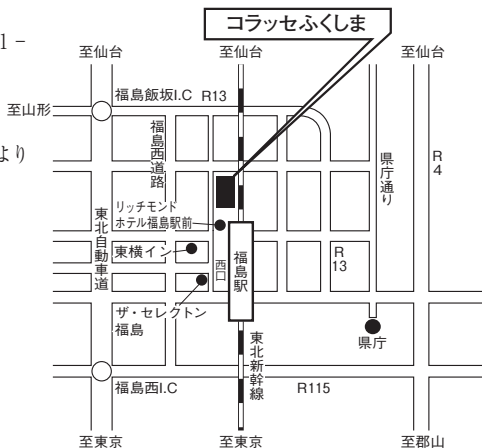 コラッセふくしま
1－
至仙台
至仙台
至仙台
福島飯坂I.C
R13
至山形
より
福島西道路
県庁通り
R4
リッチモンド
ホテル福島駅前
東北自動車道
東横イン
西口
福島駅
R13
ザ・セレクトン
福島
県庁
東北新幹線
福島西I.C
R115
至東京
至東京
至郡山